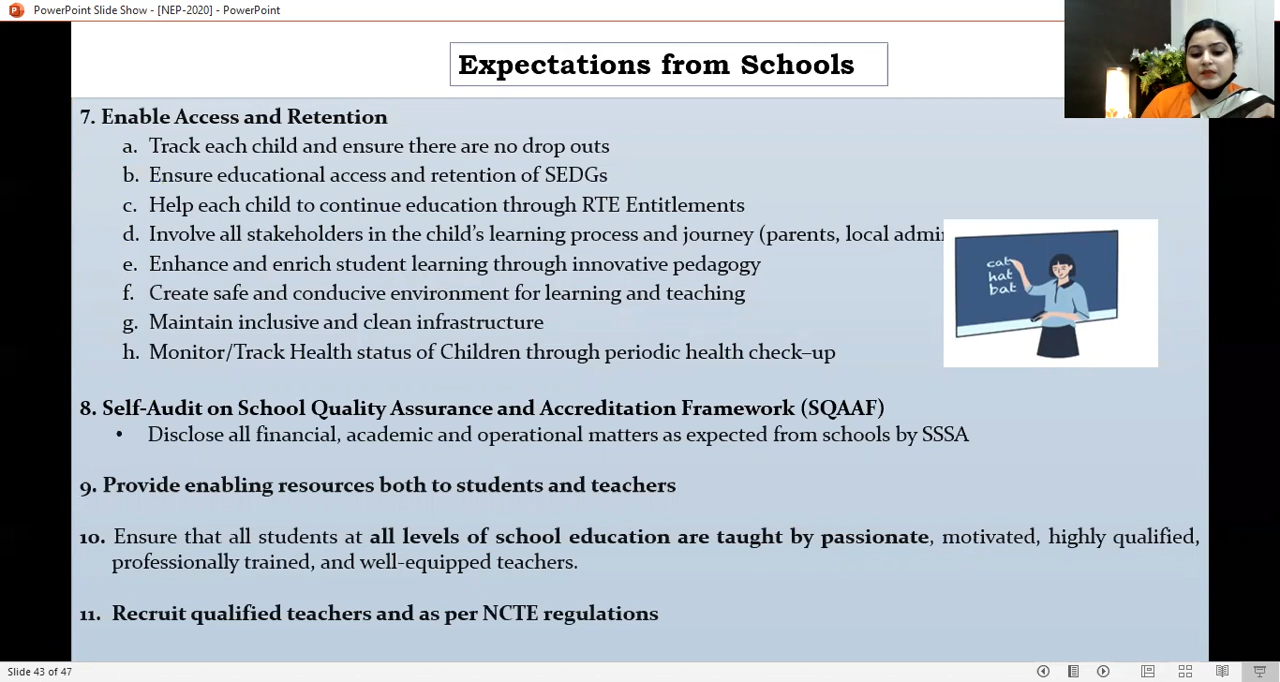 PowerPoint Slide Show - [NEP-2020] - PowerPoint
Expectations from Schools
7. Enable Access and Retention
a. Track each child and ensure there are no drop outs
b. Ensure educational access and retention of SEDGs
c. Help each child to continue education through RTE Entitlements
d. Involve all stakeholders in the child's learning process and journey (parents, local
e. Enhance and enrich student learning through innovative pedagogy
f. Create safe and conducive environment for learning and teaching
g. Maintain inclusive and clean infrastructure
h. Monitor/Track Health status of Children through periodic health check–up
cat
hat
bat
8. Self-Audit on School Quality Assurance and Accreditation Framework (SQAAF)
• Disclose all financial, academic and operational matters as expected from schools by SSSA
9. Provide enabling resources both to students and teachers
10. Ensure that all students at all levels of school education are taught by passionate, motivated, highly qualified,
professionally trained, and well-equipped teachers.
11. Recruit qualified teachers and as per NCTE regulations
Slide 43 of 47